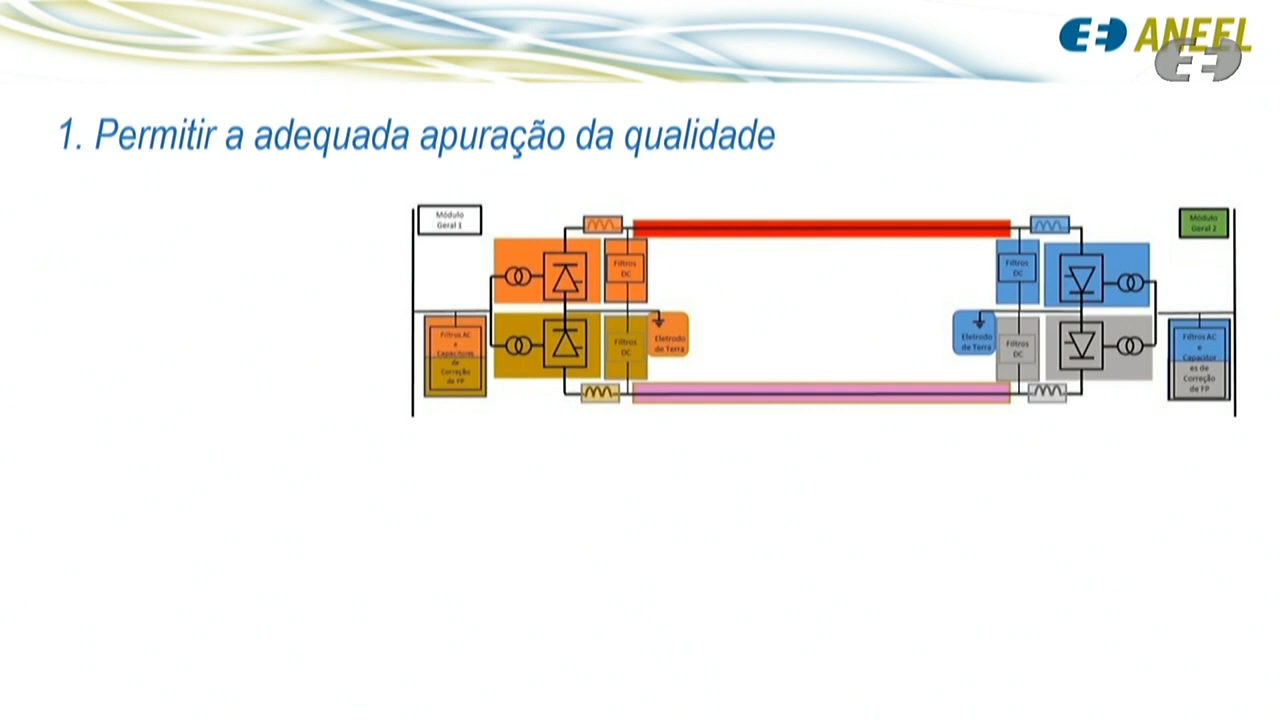 ANEEL
1. Permitir a adequada apuração da qualidade
Módulo
Geral 1
Módulo
Geral 2
Filtros
DC
Filtros
DC
Filtros AC
e
Capacitores
de
Correção
de FP
Eletrodo
de Terra
Filtros
DC
Eletrodo
de Terra
Filtros
DC
Filtros AC
e
Capacitor
es de
Correção
de FP